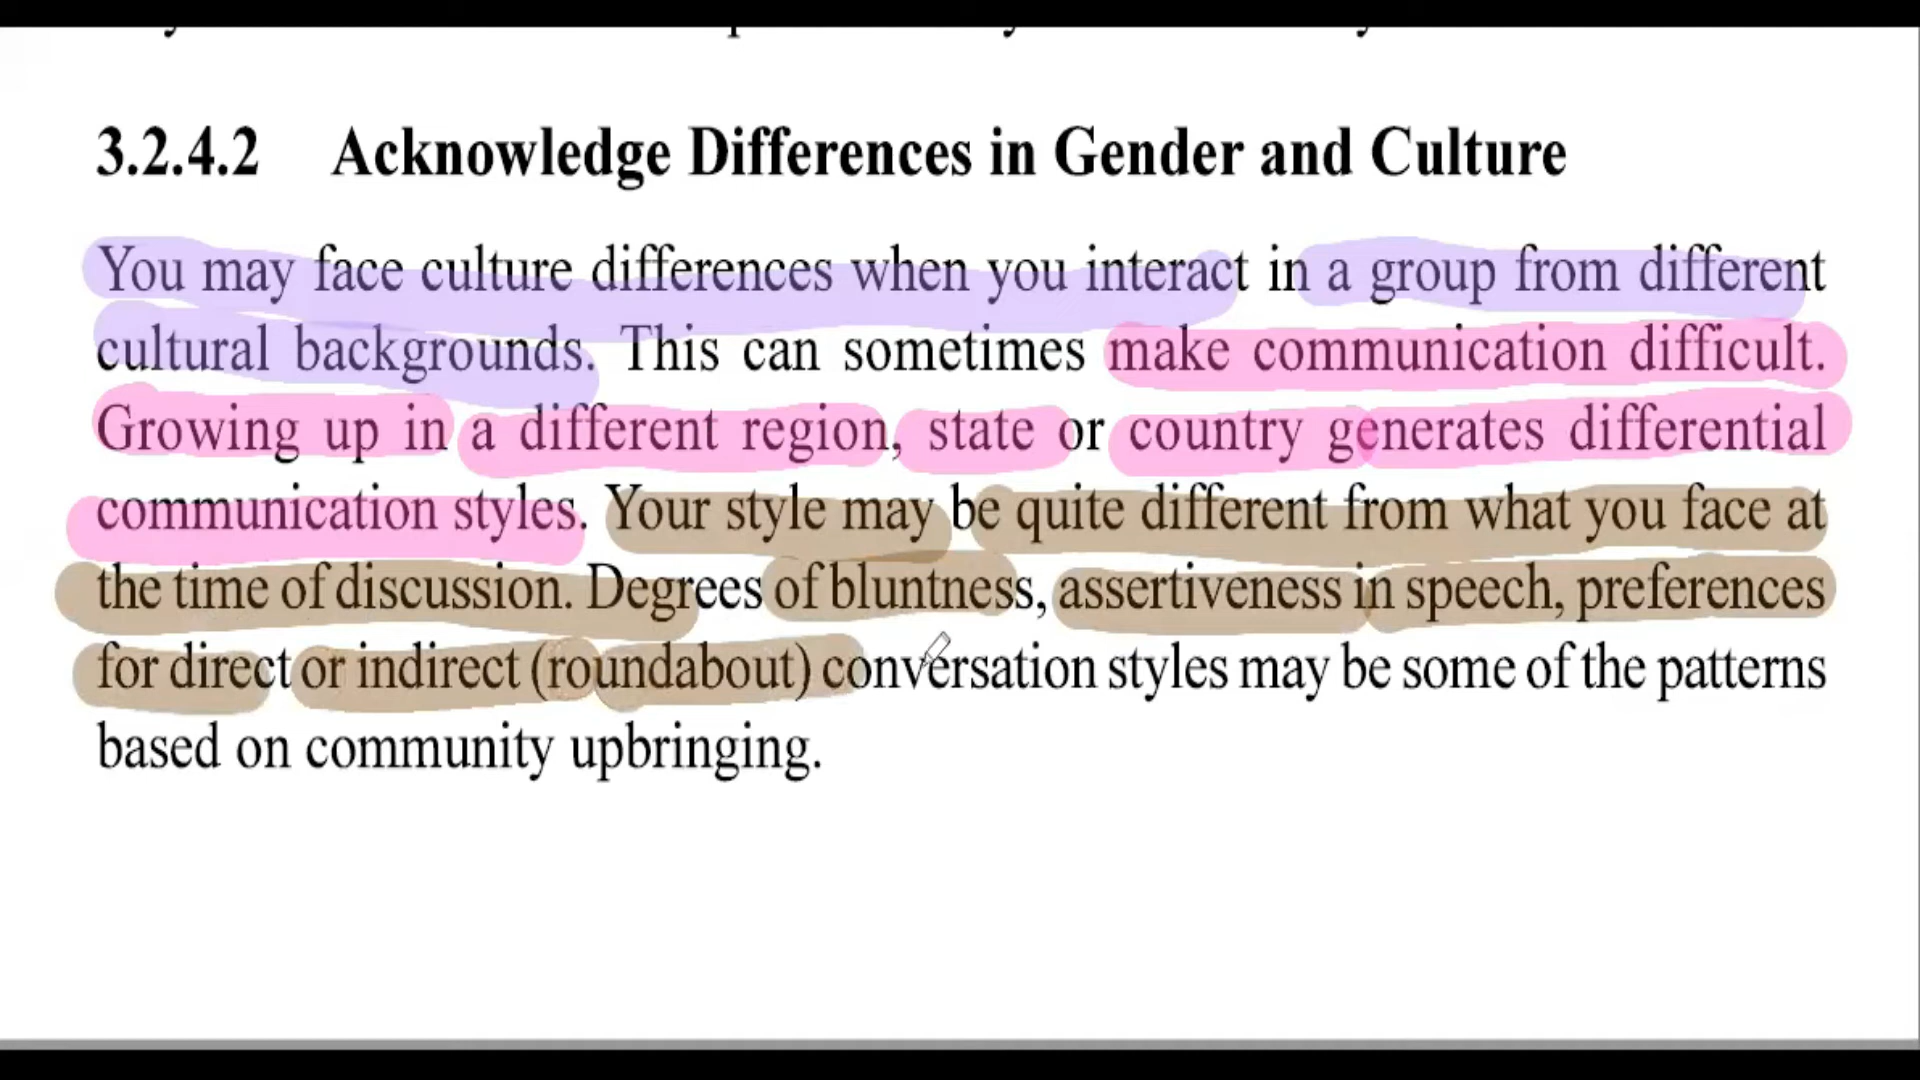 3.2.4.2 Acknowledge Differences in Gender and Culture
You may face culture differences when you interact in a group from different
cultural backgrounds. This can sometimes make communication difficult.
Growing up in a different region, state or country generates differential
communication styles. Your style may be quite different from what you face at
the time of discussion. Degrees of bluntness, assertiveness in speech, preferences
for direct or indirect (roundabout) conversation styles may be some of the patterns
based on community upbringing.